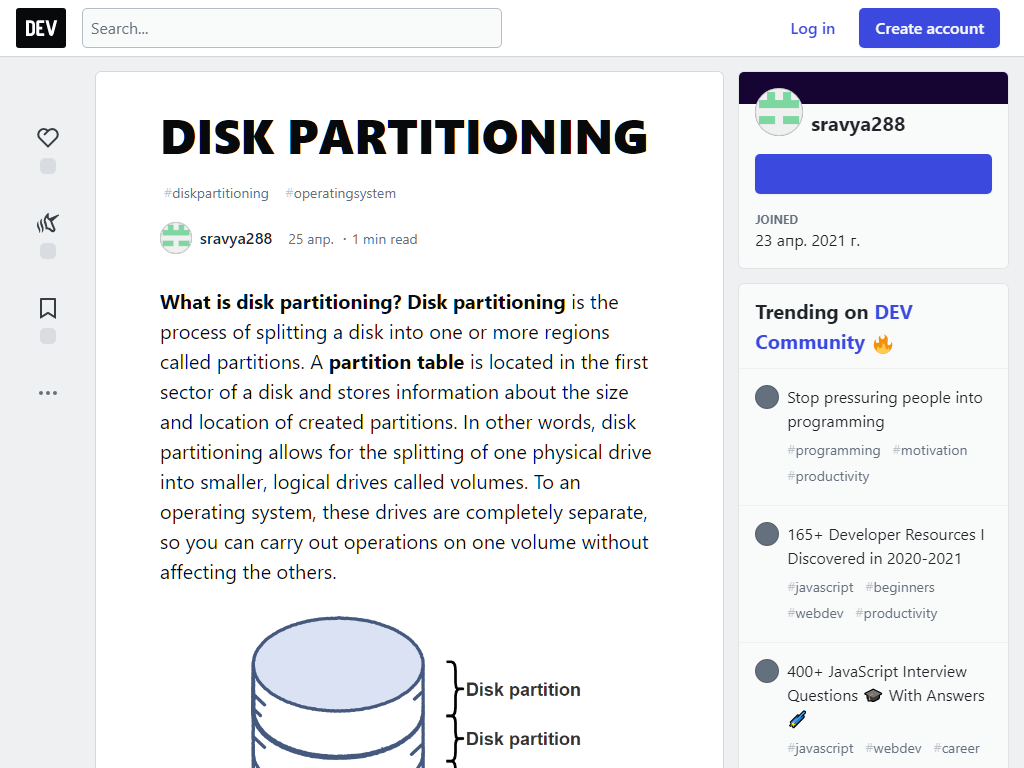 DEV
Search...
Log in
Create account
DISK PARTITIONING
#diskpartitioning #operatingsystem
sravya288 25 апр. · 1 min read
What is disk partitioning? Disk partitioning is the
process of splitting a disk into one or more regions
called partitions. A partition table is located in the first
sector of a disk and stores information about the size
and location of created partitions. In other words, disk
partitioning allows for the splitting of one physical drive
into smaller, logical drives called volumes. To an
operating system, these drives are completely separate,
so you can carry out operations on one volume without
affecting the others.
Disk partition
Disk partition
sravya288
JOINED
23 апр. 2021 г.
Trending on DEV
Community 🔥
Stop pressuring people into
programming
#programming #motivation
#productivity
165+ Developer Resources I
Discovered in 2020-2021
#javascript #beginners
#webdev #productivity
400+ JavaScript Interview
Questions 🎓 With Answers
🖌️
#javascript #webdev #career